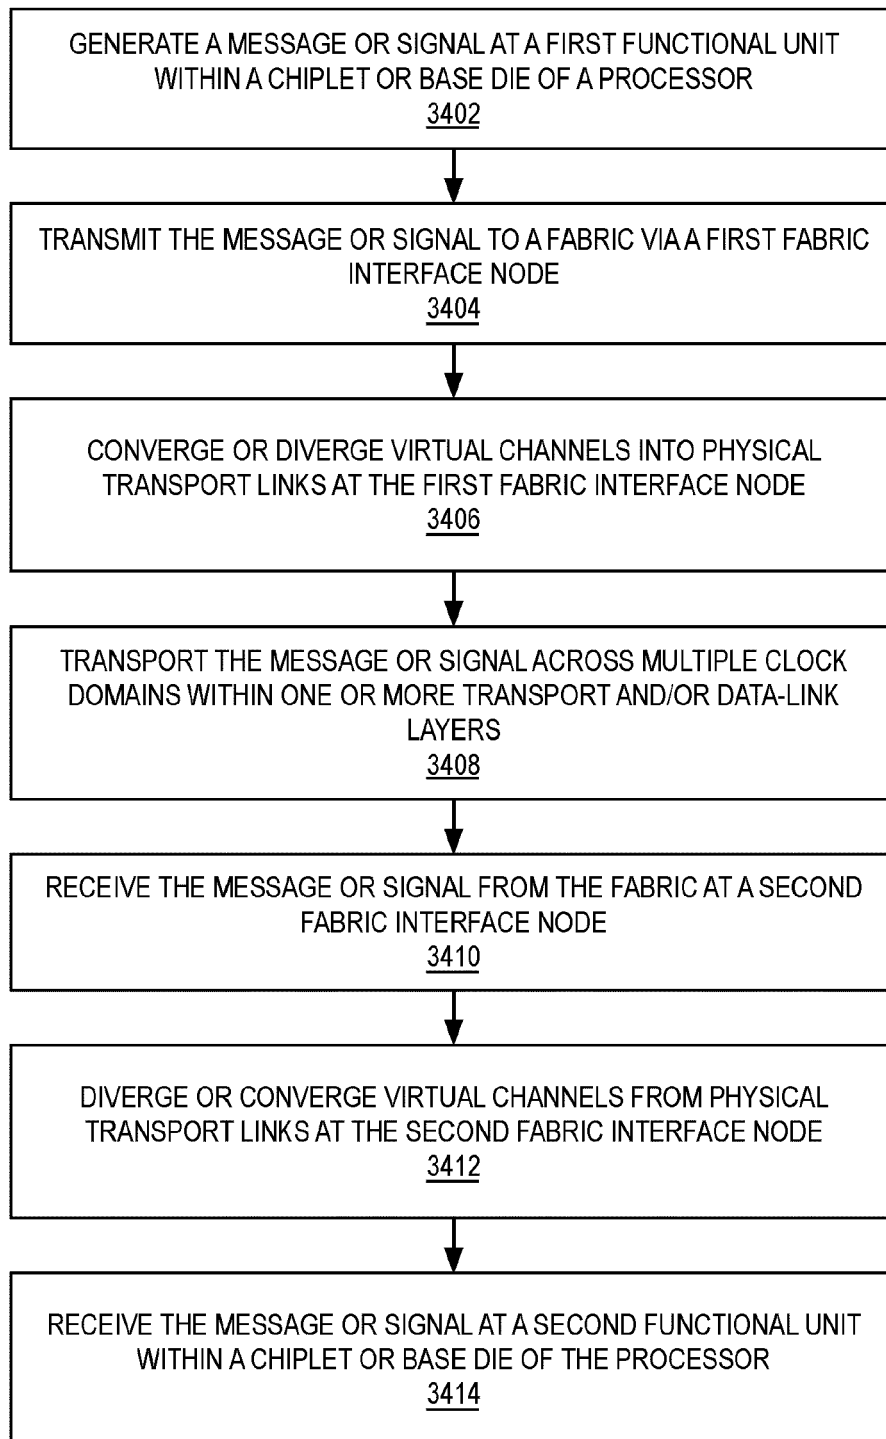 GENERATE A MESSAGE OR SIGNAL AT A FIRST FUNCTIONAL UNIT
WITHIN A CHIPLET OR BASE DIE OF A PROCESSOR
3402
TRANSMIT THE MESSAGE OR SIGNAL TO A FABRIC VIA A FIRST FABRIC
INTERFACE NODE
3404
CONVERGE OR DIVERGE VIRTUAL CHANNELS INTO PHYSICAL
TRANSPORT LINKS AT THE FIRST FABRIC INTERFACE NODE
3406
TRANSPORT THE MESSAGE OR SIGNAL ACROSS MULTIPLE CLOCK
DOMAINS WITHIN ONE OR MORE TRANSPORT AND/OR DATA-LINK
LAYERS
3408
RECEIVE THE MESSAGE OR SIGNAL FROM THE FABRIC AT A SECOND
FABRIC INTERFACE NODE
3410
DIVERGE OR CONVERGE VIRTUAL CHANNELS FROM PHYSICAL
TRANSPORT LINKS AT THE SECOND FABRIC INTERFACE NODE
3412
RECEIVE THE MESSAGE OR SIGNAL AT A SECOND FUNCTIONAL UNIT
WITHIN A CHIPLET OR BASE DIE OF THE PROCESSOR
3414